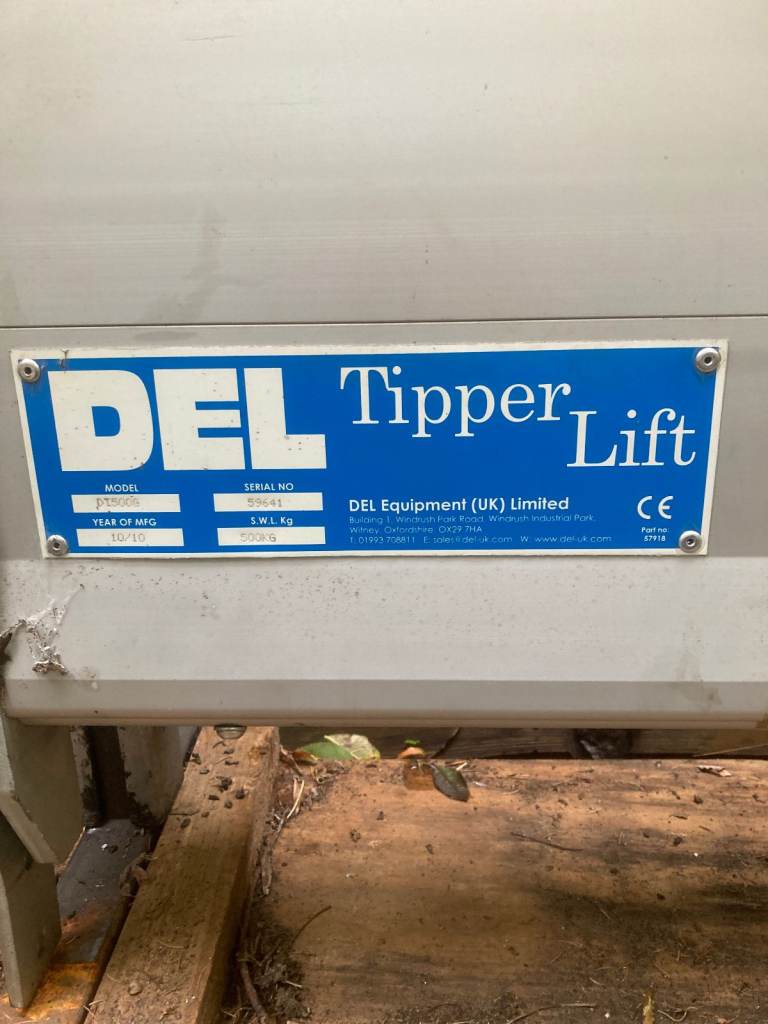 DEL Tipper Lift
MODEL
DT500G
SERIAL NO
59641
YEAR OF MFG
10/10
S.W.L. Kg
500KG
DEL Equipment (UK) Limited
Building 1, Windrush Park Road, Windrush Industrial Park,
Witney, Oxfordshire. OX29 7HA
T. 01993 708811 E: sales@del-uk.com W: www.del-uk.com
CE
Part no:
57918